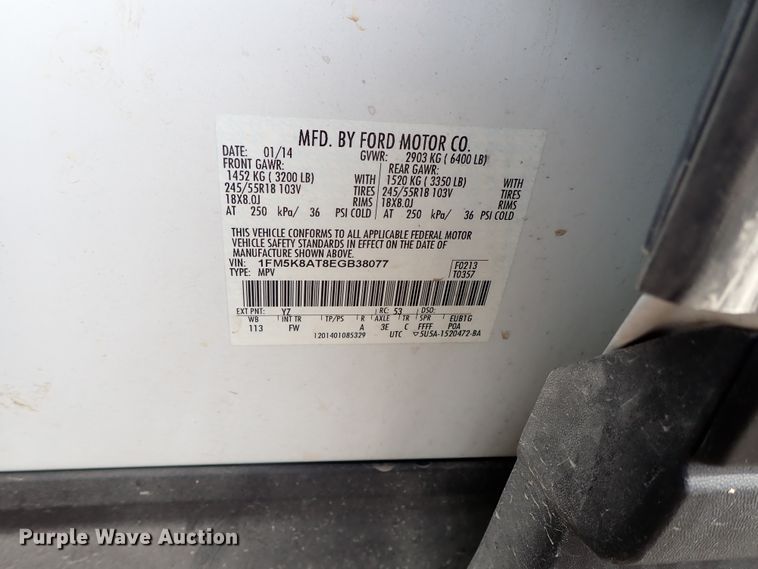 MFD. BY FORD MOTOR CO.
DATE: 01/14 GVWR: 2903 KG ( 6400 LB)
FRONT GAWR: REAR GAWR:
1452 KG ( 3200 LB) WITH 1520 KG ( 3350 LB) WITH
245/55R18 103V TIRES 245/55R18 103V TIRES
18X8.0J RIMS 18X8.0J RIMS
AT 250 kPa/ 36 PSI COLD AT 250 kPa/ 36 PSI COLD
THIS VEHICLE CONFORMS TO ALL APPLICABLE FEDERAL MOTOR
VEHICLE SAFETY STANDARDS IN EFFECT ON THE DATE OF
MANUFACTURE SHOWN ABOVE.
VIN: 1FM5K8AT8EGB38077 F0213
TYPE: MPV T0357
EXT PNT: YZ RC: 53 DSO:
WB INT TR TP/PS R AXLE TR SPR EUB1G
113 FW A 3E C FFFF POA
1201401085329 UTC ▽5U5A-1520472-BA
Purple Wave Auction